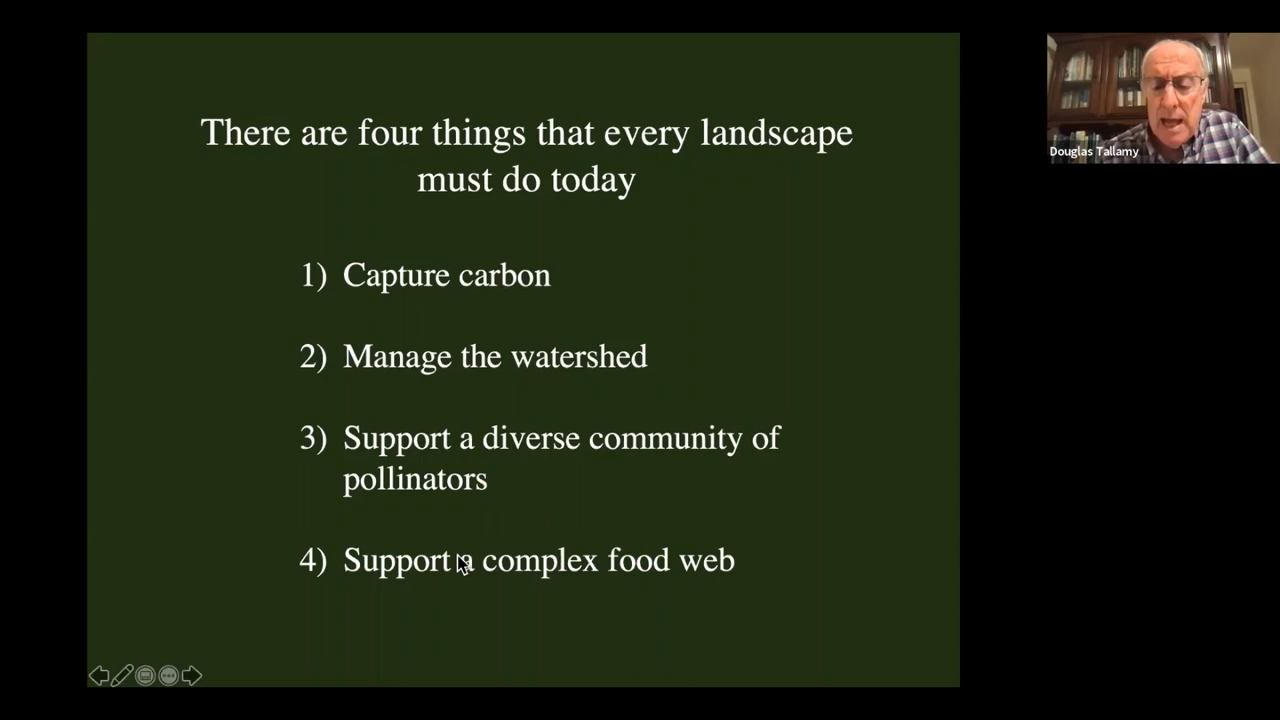 There are four things that every landscape
must do today
1) Capture carbon
2) Manage the watershed
3) Support a diverse community of
pollinators
4) Support a complex food web
Douglas Tallamy